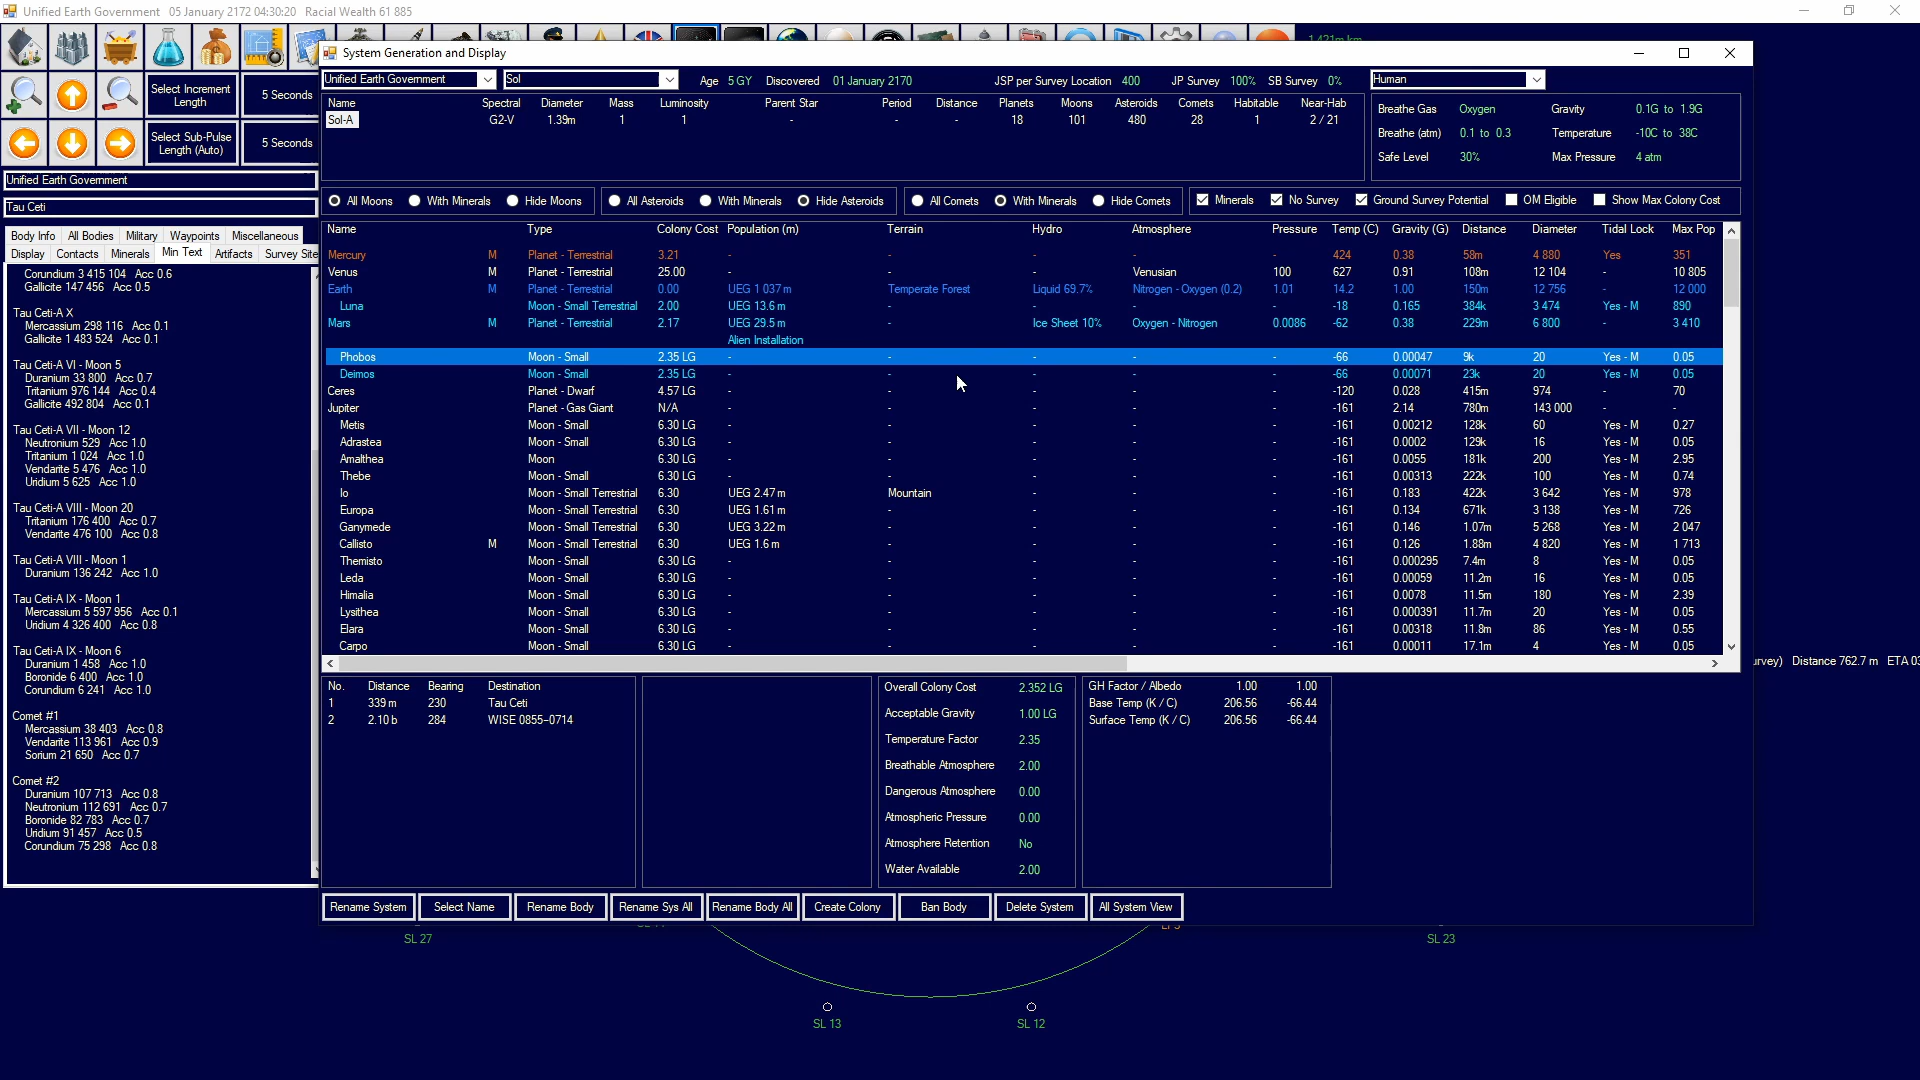 Unified Earth Government   05 January 2172 04:30:20   Racial Wealth 61 885
1.421m km
System Generation and Display
Select Increment Length
5 Seconds
Select Sub-Pulse Length (Auto)
5 Seconds
Unified Earth Government
Tau Ceti
Body Info   All Bodies   Military   Waypoints   Miscellaneous
Display   Contacts   Minerals   Min Text   Artifacts   Survey Site
Corundum 3 415 104   Acc 0.6
Gallicite 147 456   Acc 0.5
Tau Ceti-A X
Mercassium 298 116   Acc 0.1
Gallicite 1 483 524   Acc 0.1
Tau Ceti-A VI - Moon 5
Duranium 33 800   Acc 0.7
Tritanium 976 144   Acc 0.4
Gallicite 492 804   Acc 0.1
Tau Ceti-A VII - Moon 12
Neutronium 529   Acc 1.0
Tritanium 1 024   Acc 1.0
Vendarite 5 476   Acc 1.0
Uridium 5 625   Acc 1.0
Tau Ceti-A VIII - Moon 20
Tritanium 176 400   Acc 0.7
Vendarite 476 100   Acc 0.8
Tau Ceti-A VIII - Moon 1
Duranium 136 242   Acc 1.0
Tau Ceti-A IX - Moon 1
Mercassium 5 597 956   Acc 0.1
Uridium 4 326 400   Acc 0.8
Tau Ceti-A IX - Moon 6
Duranium 1 458   Acc 1.0
Boronide 6 400   Acc 1.0
Corundum 6 241   Acc 1.0
Comet #1
Mercassium 38 403   Acc 0.8
Vendarite 113 961   Acc 0.9
Sorium 21 650   Acc 0.7
Comet #2
Duranium 107 713   Acc 0.8
Neutronium 112 691   Acc 0.7
Boronide 82 783   Acc 0.7
Uridium 91 457   Acc 0.5
Corundum 75 298   Acc 0.8
Unified Earth Government   Sol   Age   5 GY   Discovered   01 January 2170   JSP per Survey Location   400   JP Survey   100%   SB Survey   0%   Human
Name   Spectral   Diameter   Mass   Luminosity   Parent Star   Period   Distance   Planets   Moons   Asteroids   Comets   Habitable   Near-Hab
Sol-A   G2-V   1.39m   1   1   -   -   -   18   101   480   28   1   2 / 21
Breathe Gas   Oxygen   Gravity   0.1G to 1.9G
Breathe (atm)   0.1 to 0.3   Temperature   -10C to 38C
Safe Level   30%   Max Pressure   4 atm
All Moons   With Minerals   Hide Moons   All Asteroids   With Minerals   Hide Asteroids   All Comets   With Minerals   Hide Comets   Minerals   No Survey   Ground Survey Potential   OM Eligible   Show Max Colony Cost
Name   Type   Colony Cost   Population (m)   Terrain   Hydro   Atmosphere   Pressure   Temp (C)   Gravity (G)   Distance   Diameter   Tidal Lock   Max Pop
Mercury   M   Planet - Terrestrial   3.21   -   -   -   -   -   424   0.38   58m   4 880   Yes   351
Venus   M   Planet - Terrestrial   25.00   -   -   -   Venusian   100   627   0.91   108m   12 104   -   10 805
Earth   M   Planet - Terrestrial   0.00   UEG 1 037m   Temperate Forest   Liquid 69.7%   Nitrogen - Oxygen (0.2)   1.01   14.2   1.00   150m   12 756   -   12 000
Luna   Moon - Small Terrestrial   2.00   UEG 13.6m   -   -   -   -   -18   0.165   384k   3 474   Yes - M   890
Mars   M   Planet - Terrestrial   2.17   UEG 29.5m   -   Ice Sheet 10%   Oxygen - Nitrogen   0.0086   -62   0.38   229m   6 800   -   3 410
Alien Installation
Phobos   Moon - Small   2.35 LG   -   -   -   -   -   -66   0.00047   9k   20   Yes - M   0.05
Deimos   Moon - Small   2.35 LG   -   -   -   -   -   -66   0.00071   23k   20   Yes - M   0.05
Ceres   Planet - Dwarf   4.57 LG   -   -   -   -   -   -120   0.028   415m   974   -   70
Jupiter   Planet - Gas Giant   N/A   -   -   -   -   -   -161   2.14   780m   143 000   -   -
Metis   Moon - Small   6.30 LG   -   -   -   -   -   -161   0.00212   128k   60   Yes - M   0.27
Adrastea   Moon - Small   6.30 LG   -   -   -   -   -   -161   0.0002   129k   16   Yes - M   0.05
Amalthea   Moon   6.30 LG   -   -   -   -   -   -161   0.0055   181k   200   Yes - M   2.95
Thebe   Moon - Small   6.30 LG   -   -   -   -   -   -161   0.00313   222k   100   Yes - M   0.74
Io   Moon - Small Terrestrial   6.30   UEG 2.47m   Mountain   -   -   -   -161   0.183   422k   3 642   Yes - M   978
Europa   Moon - Small Terrestrial   6.30   UEG 1.61m   -   -   -   -   -161   0.134   671k   3 138   Yes - M   726
Ganymede   Moon - Small Terrestrial   6.30   UEG 3.22m   -   -   -   -   -161   0.146   1.07m   5 268   Yes - M   2 047
Callisto   M   Moon - Small Terrestrial   6.30   UEG 1.6m   -   -   -   -   -161   0.126   1.88m   4 820   Yes - M   1 713
Themisto   Moon - Small   6.30 LG   -   -   -   -   -   -161   0.000295   7.4m   8   Yes - M   0.05
Leda   Moon - Small   6.30 LG   -   -   -   -   -   -161   0.00059   11.2m   16   Yes - M   0.05
Himalia   Moon - Small   6.30 LG   -   -   -   -   -   -161   0.0078   11.5m   180   Yes - M   2.39
Lysithea   Moon - Small   6.30 LG   -   -   -   -   -   -161   0.000391   11.7m   20   Yes - M   0.05
Elara   Moon - Small   6.30 LG   -   -   -   -   -   -161   0.00318   11.8m   86   Yes - M   0.55
Carpo   Moon - Small   6.30 LG   -   -   -   -   -   -161   0.00011   17.1m   4   Yes - M   0.05
urvey)   Distance 762.7 m   ETA 03
No.   Distance   Bearing   Destination
1   339 m   230   Tau Ceti
2   2.10 b   284   WISE 0855-0714
Overall Colony Cost   2.352 LG
Acceptable Gravity   1.00 LG
Temperature Factor   2.35
Breathable Atmosphere   2.00
Dangerous Atmosphere   0.00
Atmospheric Pressure   0.00
Atmosphere Retention   No
Water Available   2.00
GH Factor / Albedo   1.00   1.00
Base Temp (K / C)   206.56   -66.44
Surface Temp (K / C)   206.56   -66.44
Rename System   Select Name   Rename Body   Rename Sys All   Rename Body All   Create Colony   Ban Body   Delete System   All System View
SL 27
SL 23
SL 13
SL 12